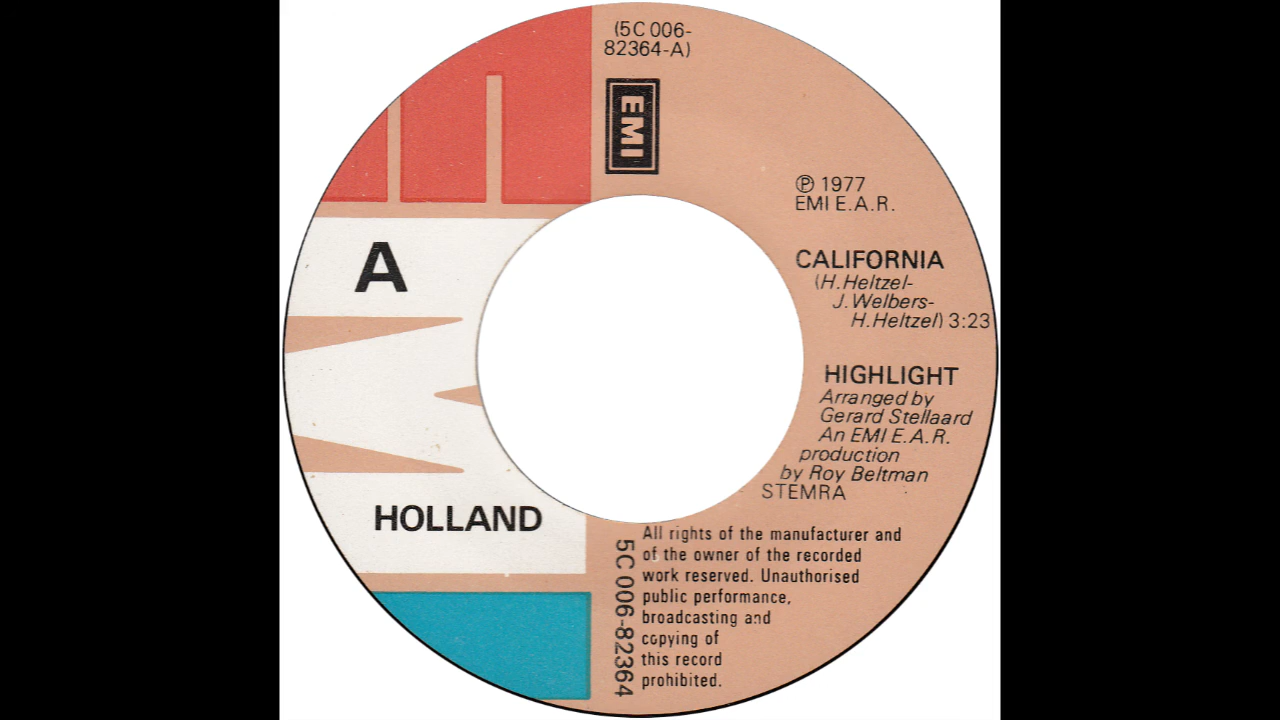 (5C 006-
82364-A)
EMI
℗ 1977
EMI E.A.R.
A
CALIFORNIA
(H.Heltzel-
J.Welbers-
H.Heltzel) 3:23
HIGHLIGHT
Arranged by
Gerard Stellaard
An EMI E.A.R.
production
by Roy Beltman
STEMRA
HOLLAND
5C 006-82364
All rights of the manufacturer and
of the owner of the recorded
work reserved. Unauthorised
public performance,
broadcasting and
copying of
this record
prohibited.